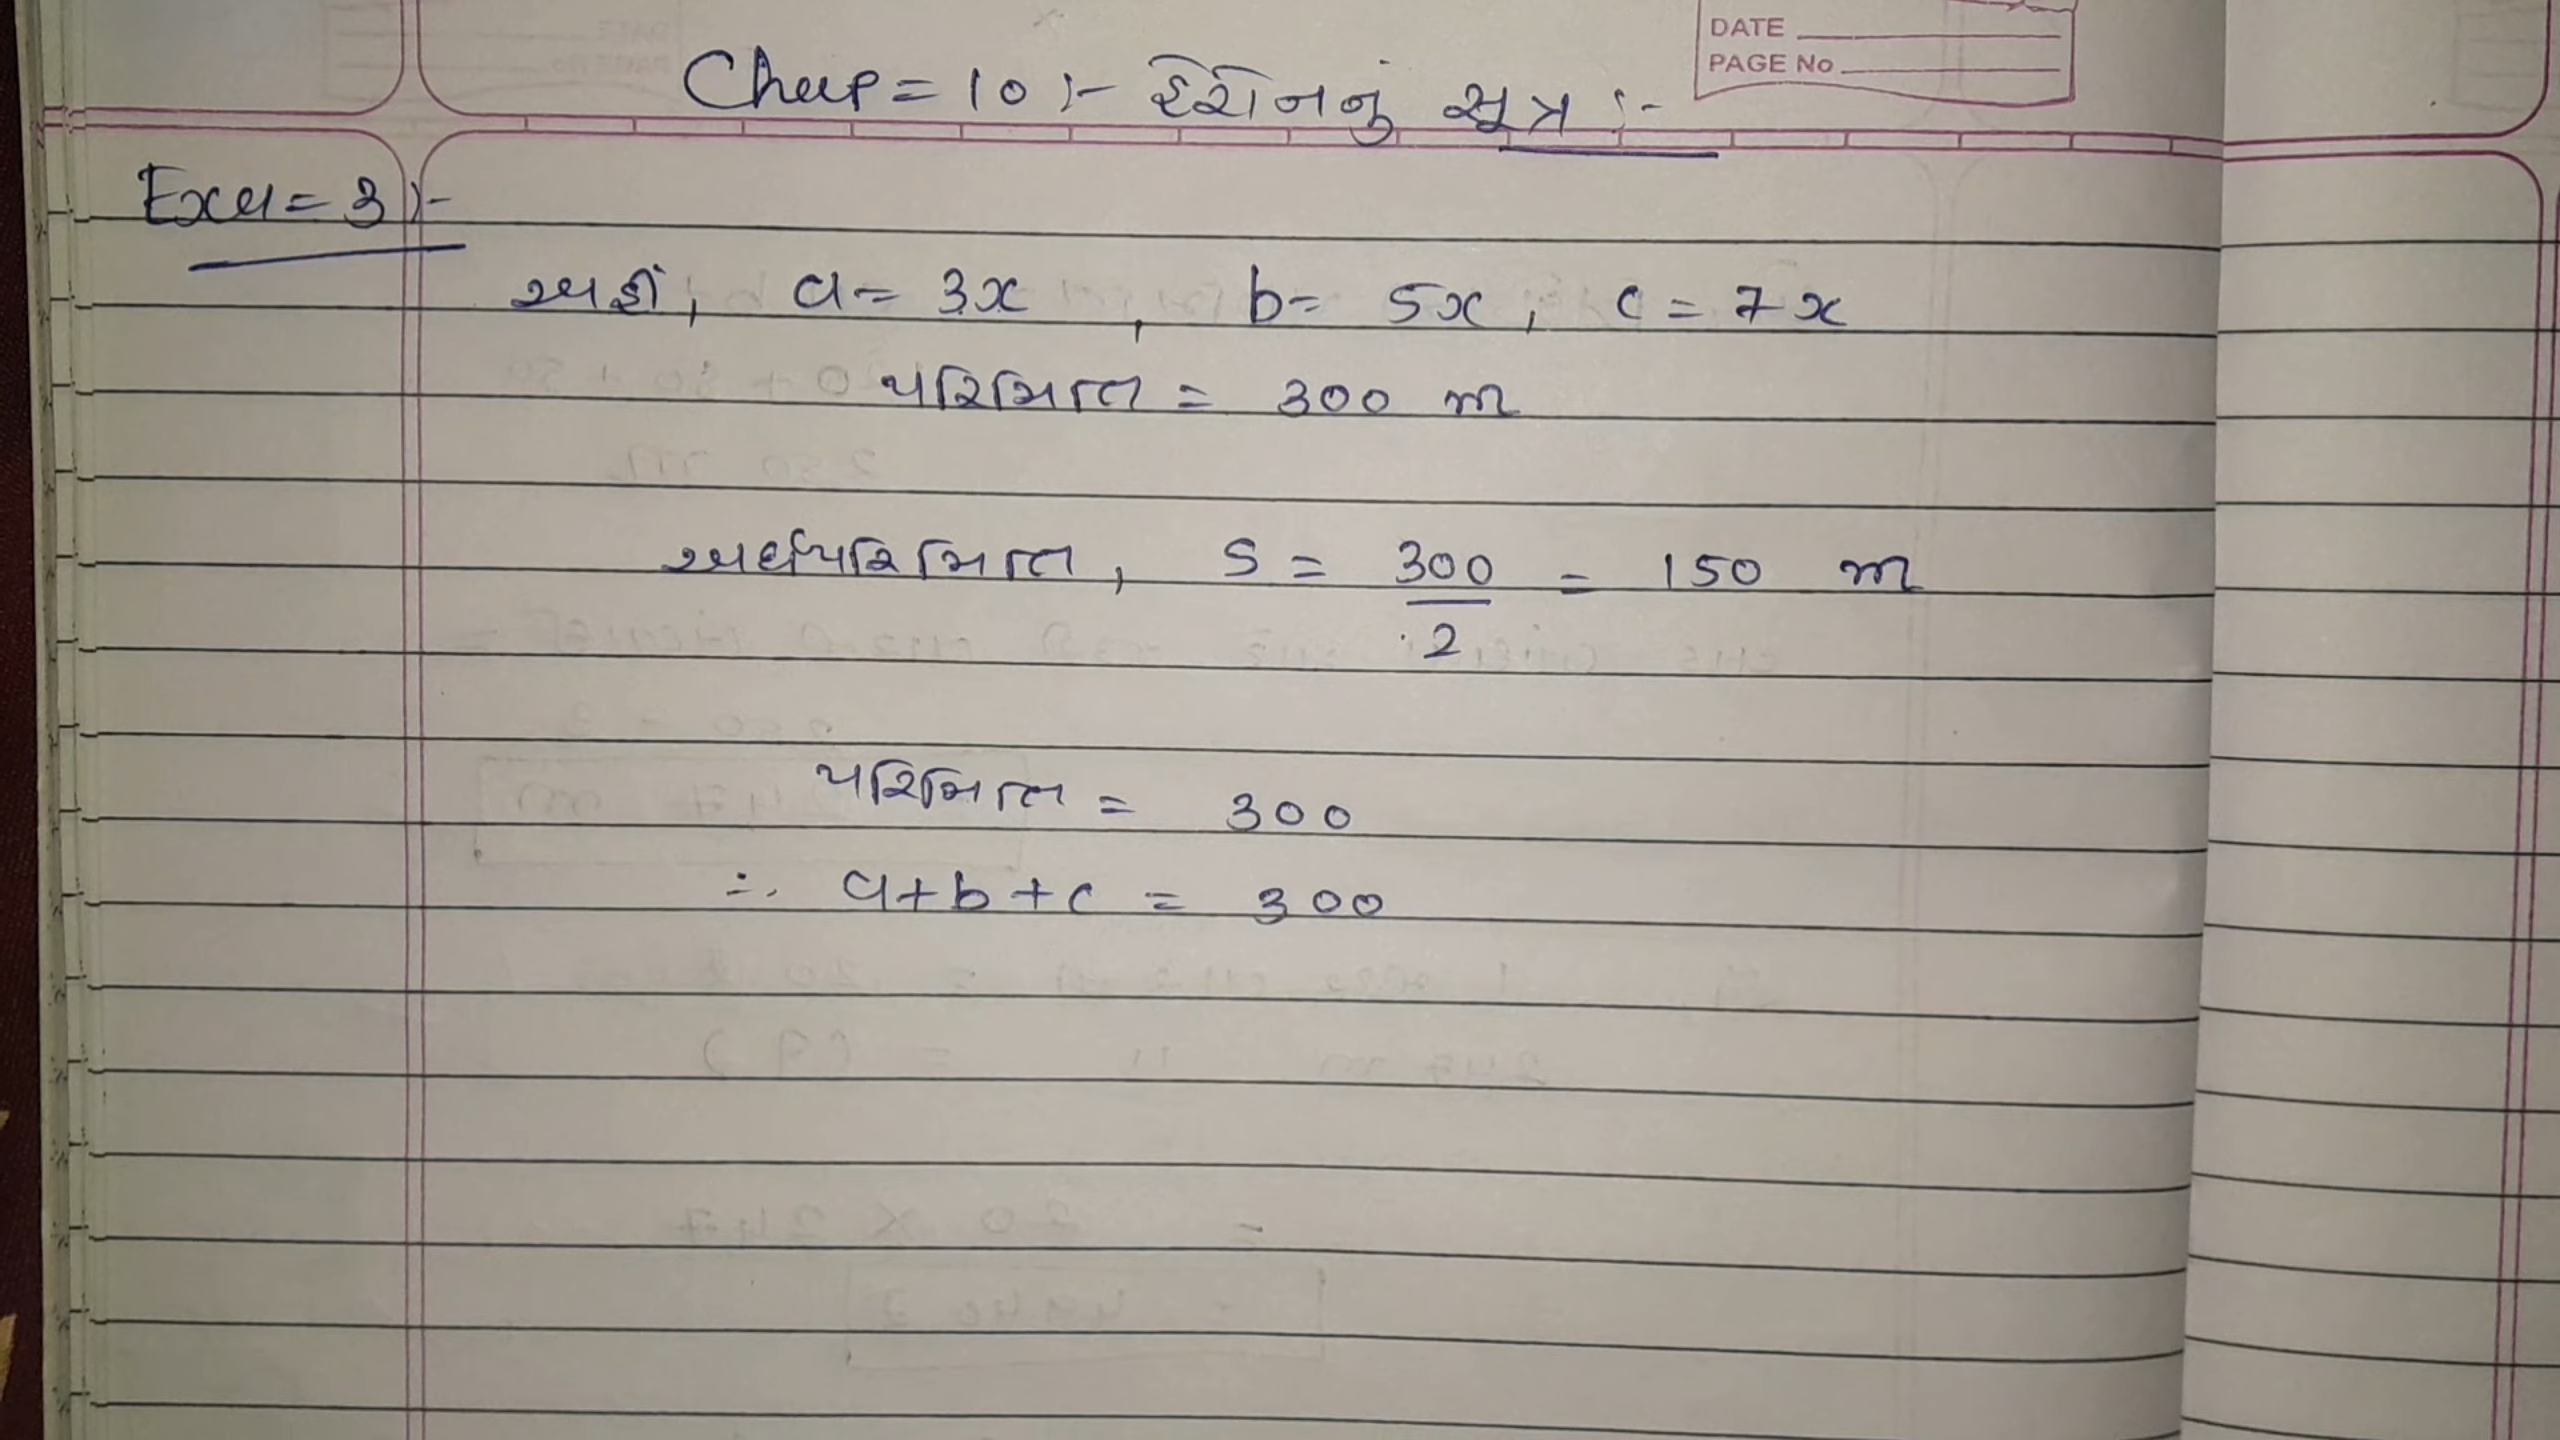 DATE
PAGE No
Chap = 10 :- હેરોનનું સૂત્ર :-
Exa = 3 :-
અહીં, a = 3x , b = 5x , c = 7x
પરિમિતિ = 300 m
અર્ધપરિમિતિ, S = 300/2 = 150 m
પરિમિતિ = 300
∴ a + b + c = 300